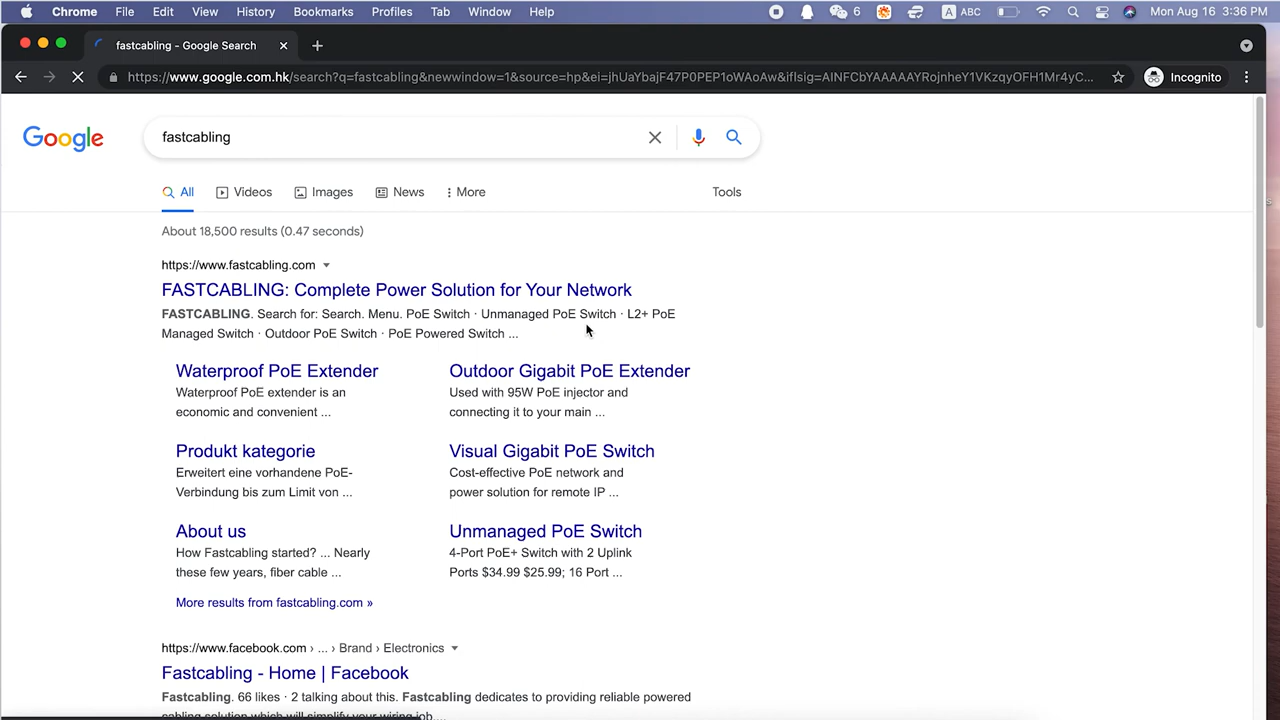 Chrome File Edit View History Bookmarks Profiles Tab Window Help 6 A ABC Mon Aug 16 3:36 PM
fastcabling - Google Search
https://www.google.com.hk/search?q=fastcabling&newwindow=1&source=hp&ei=jhUaYbajF47P0PEP1oWAoAw&iflsig=AINFCbYAAAAAYRojnheY1VKzqyOFH1Mr4yC... Incognito
Google fastcabling
All Videos Images News More Tools
About 18,500 results (0.47 seconds)
https://www.fastcabling.com
FASTCABLING: Complete Power Solution for Your Network
FASTCABLING. Search for: Search. Menu. PoE Switch · Unmanaged PoE Switch · L2+ PoE
Managed Switch · Outdoor PoE Switch · PoE Powered Switch ...
Waterproof PoE Extender
Waterproof PoE extender is an
economic and convenient ...
Outdoor Gigabit PoE Extender
Used with 95W PoE injector and
connecting it to your main ...
Produkt kategorie
Erweitert eine vorhandene PoE-
Verbindung bis zum Limit von ...
Visual Gigabit PoE Switch
Cost-effective PoE network and
power solution for remote IP ...
About us
How Fastcabling started? ... Nearly
these few years, fiber cable ...
Unmanaged PoE Switch
4-Port PoE+ Switch with 2 Uplink
Ports $34.99 $25.99; 16 Port ...
More results from fastcabling.com »
https://www.facebook.com › ... › Brand › Electronics
Fastcabling - Home | Facebook
Fastcabling. 66 likes · 2 talking about this. Fastcabling dedicates to providing reliable powered
cabling solution which will simplify your wiring job....